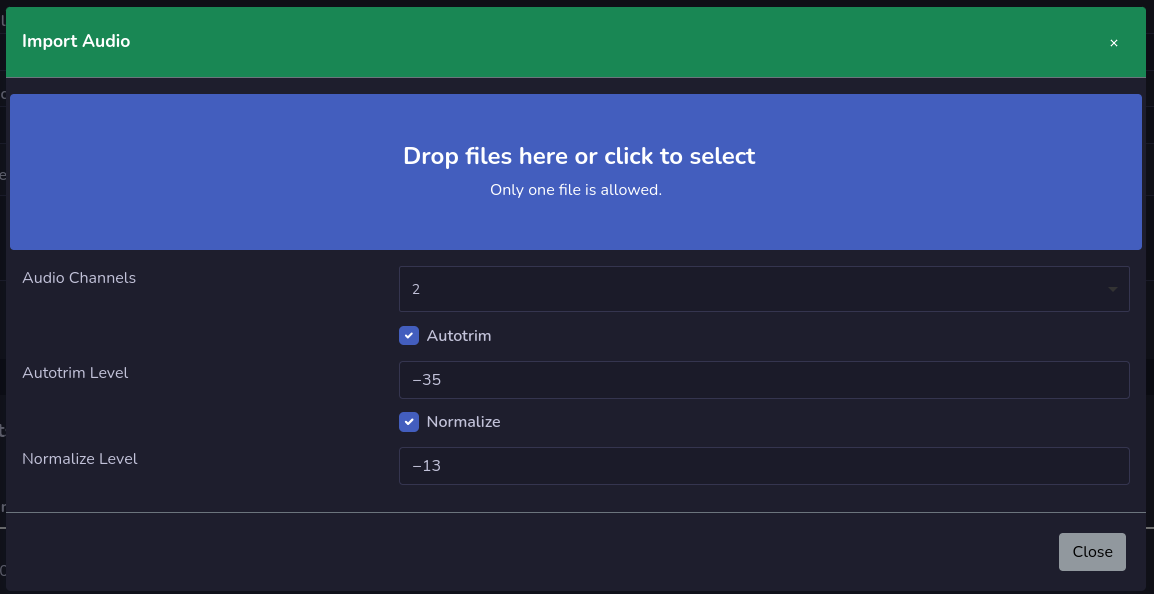 Import Audio ×
Drop files here or click to select
Only one file is allowed.
Audio Channels 2
Autotrim
Autotrim Level −35
Normalize
Normalize Level −13
Close